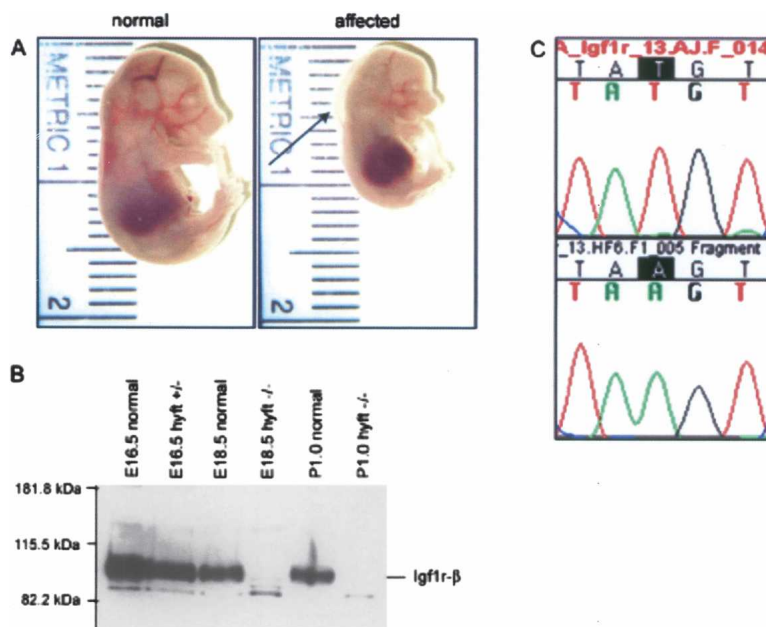 normal
affected
A
METRIC 1
2
METRIC 1
2
C
A_Igf1r_13.AJ.F_014
T A T G T
T A T G T
r_13.HF6.F1_005 Fragment
T A A G T
T A A G T
B
E16.5 normal
E16.5 hyft +/-
E18.5 normal
E18.5 hyft -/-
P1.0 normal
P1.0 hyft -/-
181.8 kDa
115.5 kDa
82.2 kDa
Igf1r-β